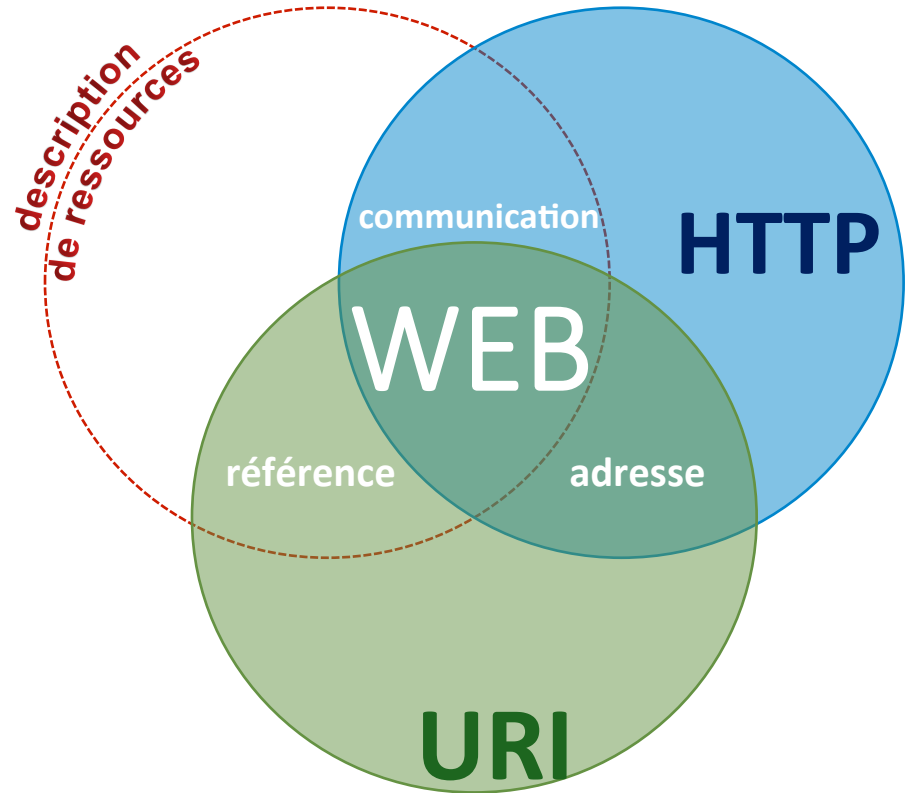 description
de ressources
communication
HTTP
WEB
référence
adresse
URI